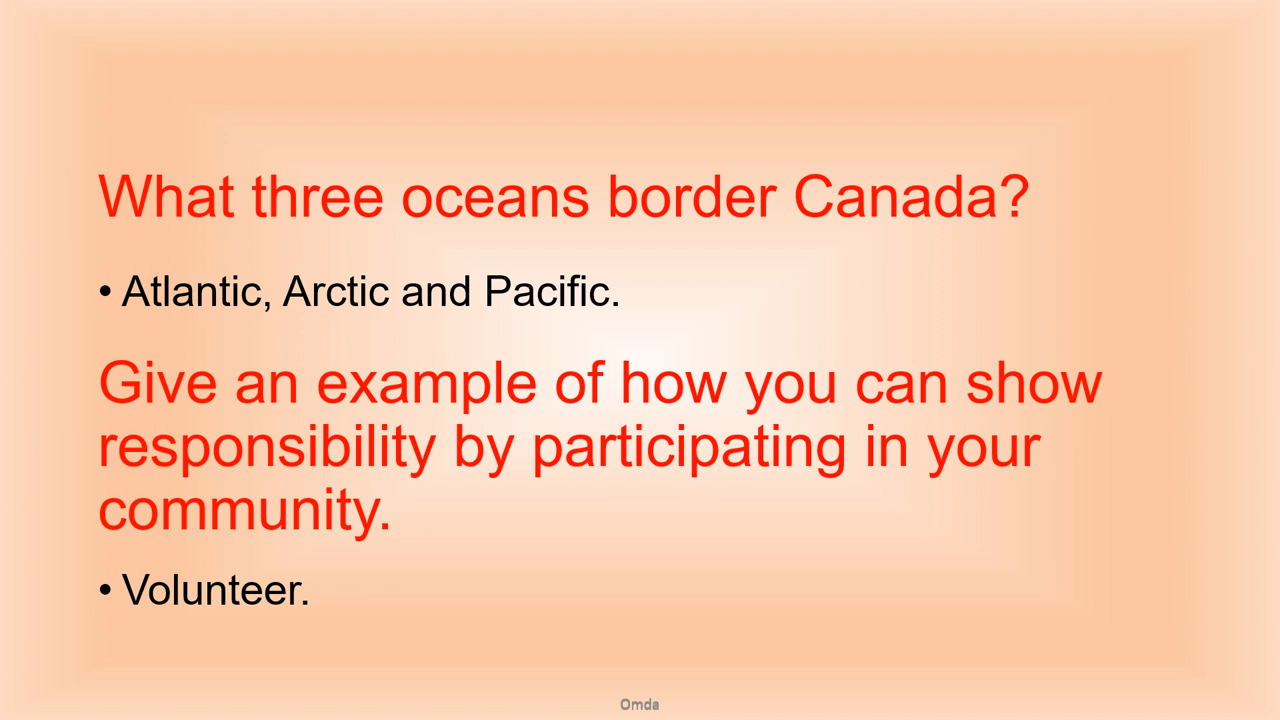 What three oceans border Canada?
• Atlantic, Arctic and Pacific.
Give an example of how you can show
responsibility by participating in your
community.
• Volunteer.
Omda